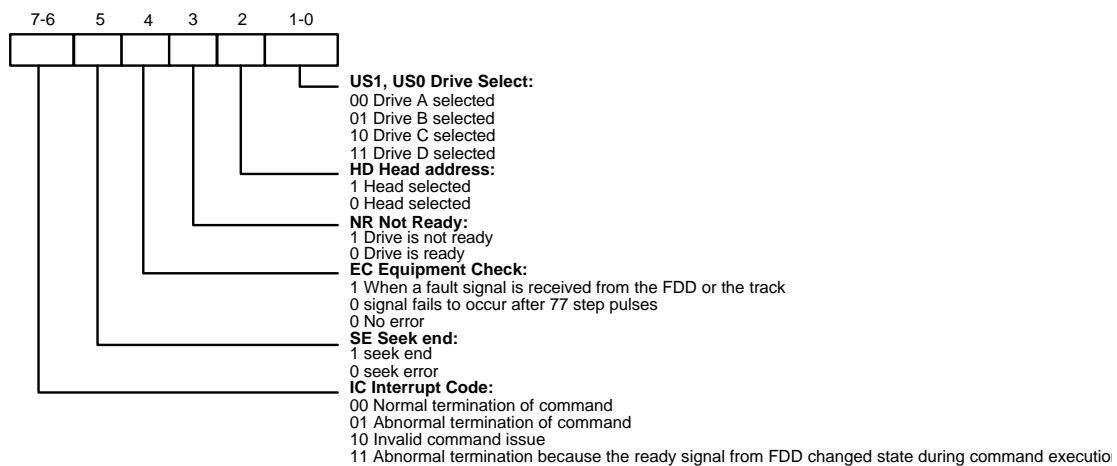 7-6 5 4 3 2 1-0
US1, US0 Drive Select:
00 Drive A selected
01 Drive B selected
10 Drive C selected
11 Drive D selected
HD Head address:
1 Head selected
0 Head selected
NR Not Ready:
1 Drive is not ready
0 Drive is ready
EC Equipment Check:
1 When a fault signal is received from the FDD or the track
0 signal fails to occur after 77 step pulses
0 No error
SE Seek end:
1 seek end
0 seek error
IC Interrupt Code:
00 Normal termination of command
01 Abnormal termination of command
10 Invalid command issue
11 Abnormal termination because the ready signal from FDD changed state during command executio